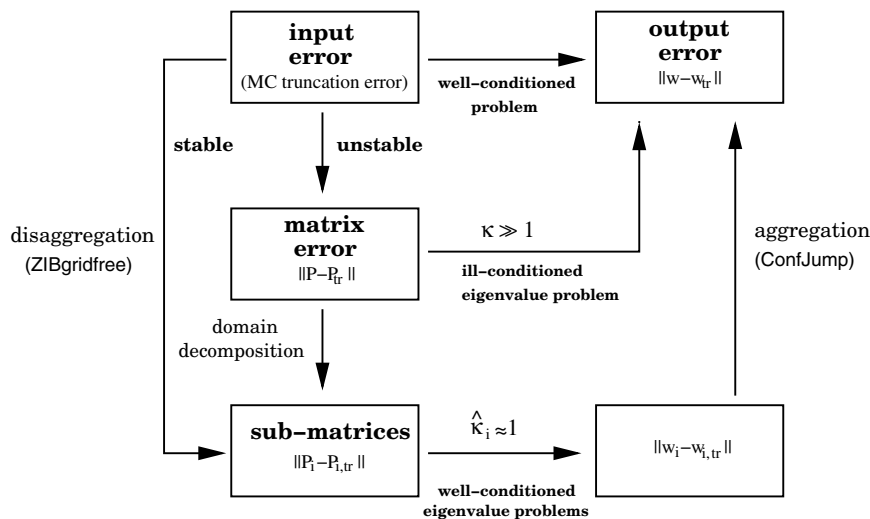 input
error
(MC truncation error)
well–conditioned
problem
output
error
||w–w_tr||
stable
unstable
disaggregation
(ZIBgridfree)
matrix
error
||P–P_tr||
κ ≫ 1
ill–conditioned
eigenvalue problem
aggregation
(ConfJump)
domain
decomposition
sub–matrices
||P_i–P_i,tr||
κ̂_i ≈1
well–conditioned
eigenvalue problems
||w_i–w_i,tr||